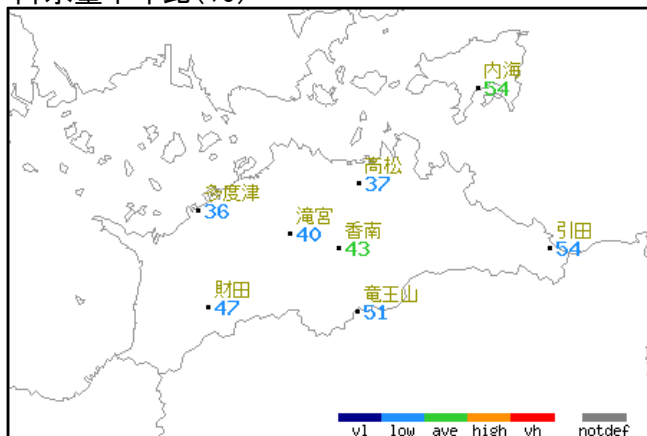 内海
54
高松
37
多度津
36
滝宮
40
香南
43
引田
54
財田
47
竜王山
51
vl low ave high vh notdef